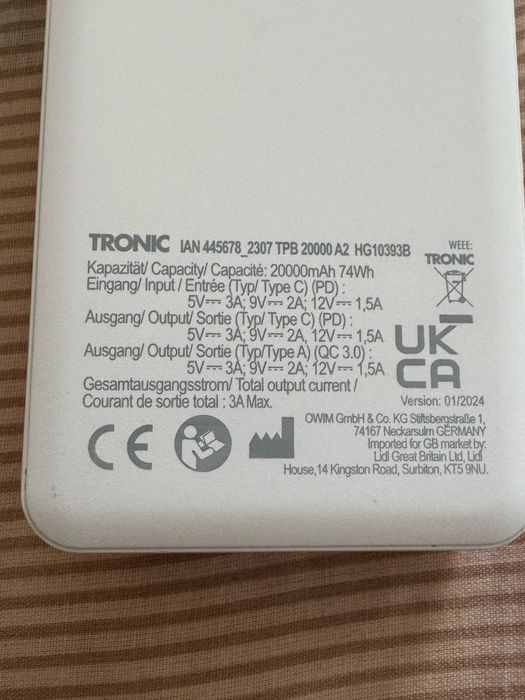 TRONIC IAN 445678_2307 TPB 20000 A2 HG10393B
WEEE:
TRONIC
Kapazität/ Capacity/ Capacité: 20000mAh 74Wh
Eingang/ Input / Entrée (Typ/ Type C) (PD) :
5V⎓3A; 9V⎓2A; 12V⎓1,5A
Ausgang/ Output/ Sortie (Typ/ Type C) (PD) :
5V⎓3A; 9V⎓2A; 12V⎓1,5A
Ausgang/ Output/ Sortie (Typ/Type A) (QC 3.0) :
5V⎓3A; 9V⎓2A; 12V⎓1,5A
Gesamtausgangsstrom/ Total output current /
Courant de sortie total : 3A Max.
UK
CA
Version: 01/2024
CE
OWIM GmbH & Co. KG Stiftsbergstraße 1,
74167 Neckarsulm GERMANY
Imported for GB market by:
Lidl Great Britain Ltd, Lidl
House,14 Kingston Road, Surbiton, KT5 9NU.